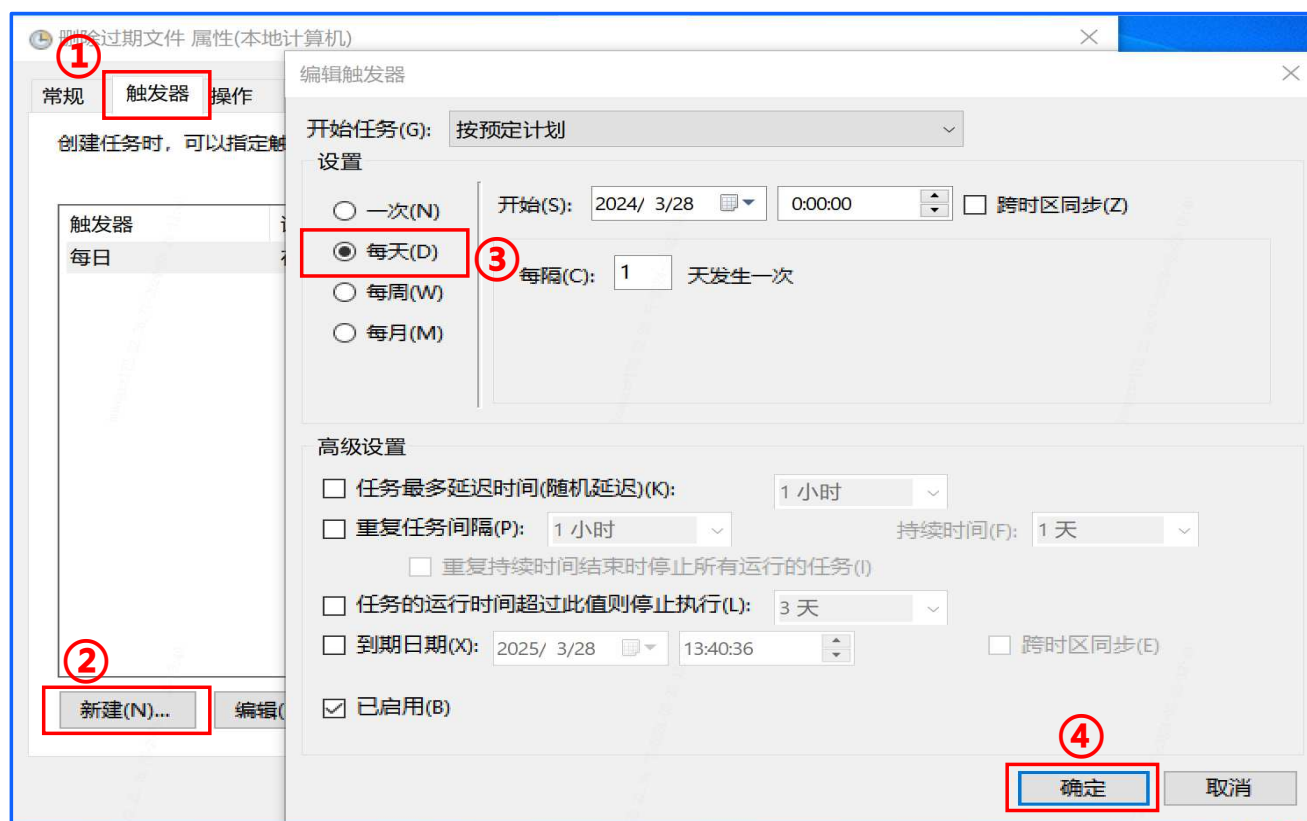 删除过期文件 属性(本地计算机)
①
编辑触发器
常规 触发器 操作
开始任务(G): 按预定计划
创建任务时，可以指定触
设置
一次(N)
开始(S): 2024/ 3/28 0:00:00 跨时区同步(Z)
触发器
每日
每天(D)
③
每隔(C): 1 天发生一次
每周(W)
每月(M)
高级设置
任务最多延迟时间(随机延迟)(K): 1 小时
重复任务间隔(P): 1 小时 持续时间(F): 1 天
重复持续时间结束时停止所有运行的任务(I)
任务的运行时间超过此值则停止执行(L): 3 天
到期日期(X): 2025/ 3/28 13:40:36 跨时区同步(E)
②
新建(N)... 编辑(
已启用(B)
④
确定 取消